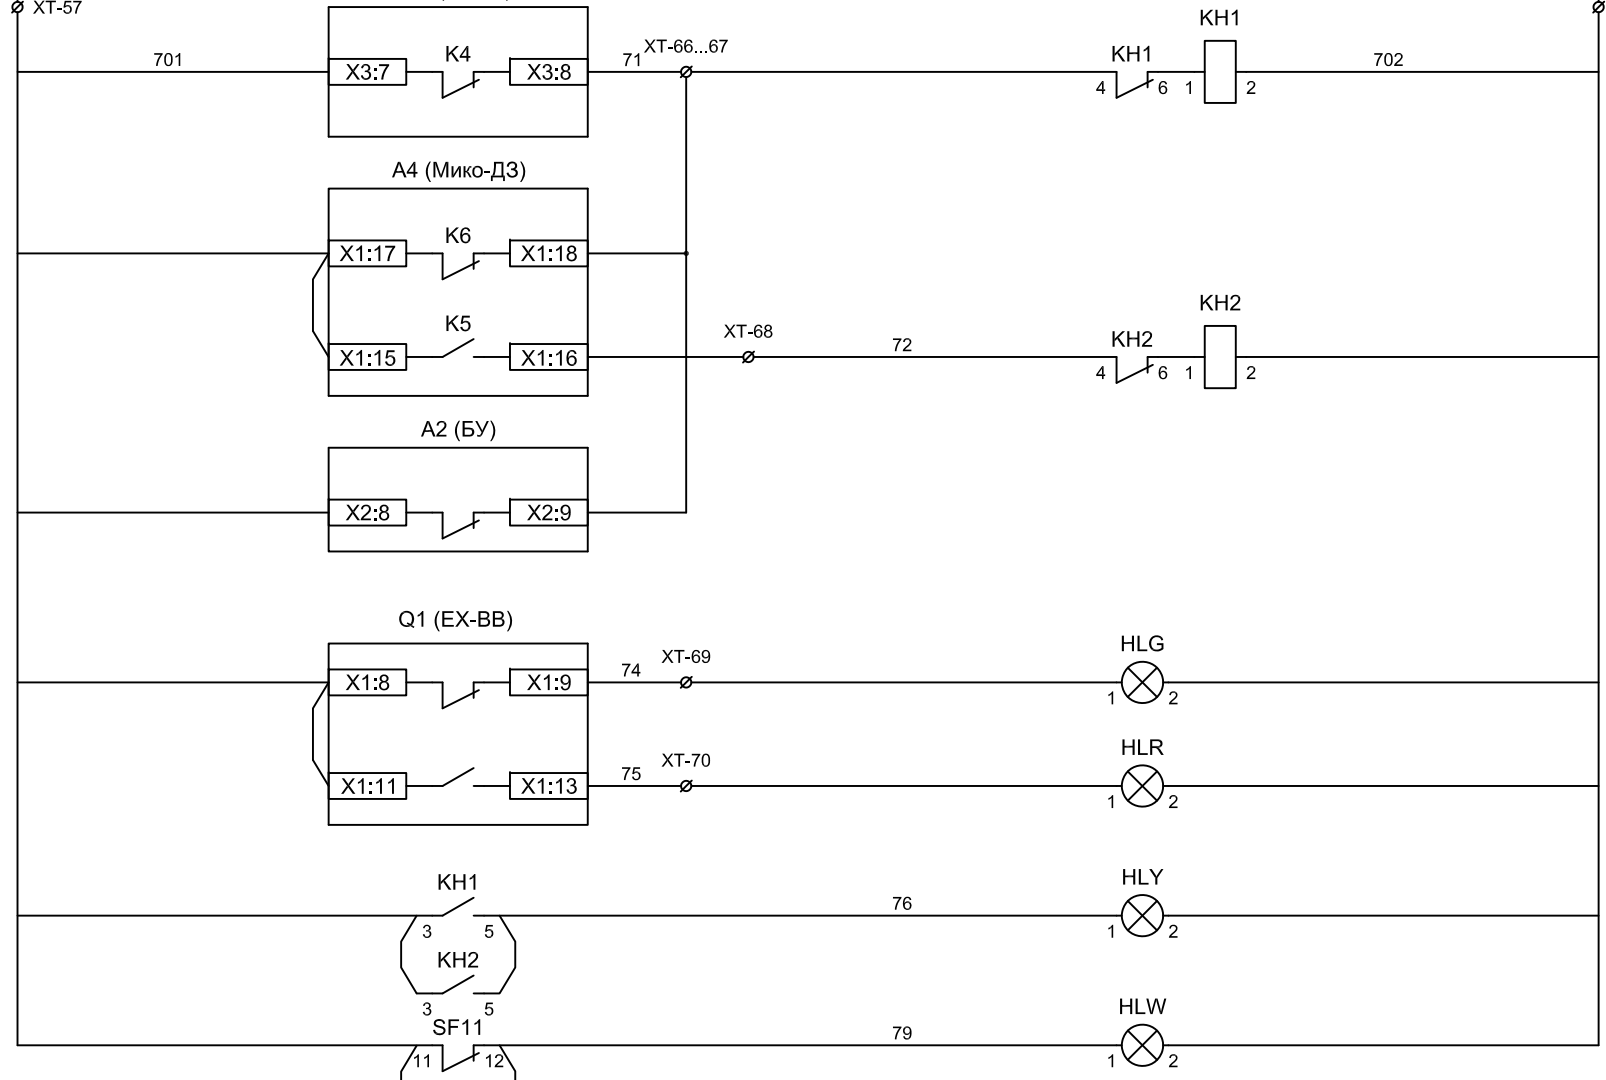 XT-57
KH1
701
K4
71
XT-66...67
KH1
702
X3:7
X3:8
4
6
1
2
A4 (Мико-ДЗ)
K6
X1:17
X1:18
KH2
K5
XT-68
72
KH2
X1:15
X1:16
4
6
1
2
A2 (БУ)
X2:8
X2:9
Q1 (EX-BB)
HLG
74
XT-69
X1:8
X1:9
1
2
HLR
75
XT-70
X1:11
X1:13
1
2
KH1
HLY
76
3
5
1
2
KH2
3
5
HLW
SF11
79
11
12
1
2